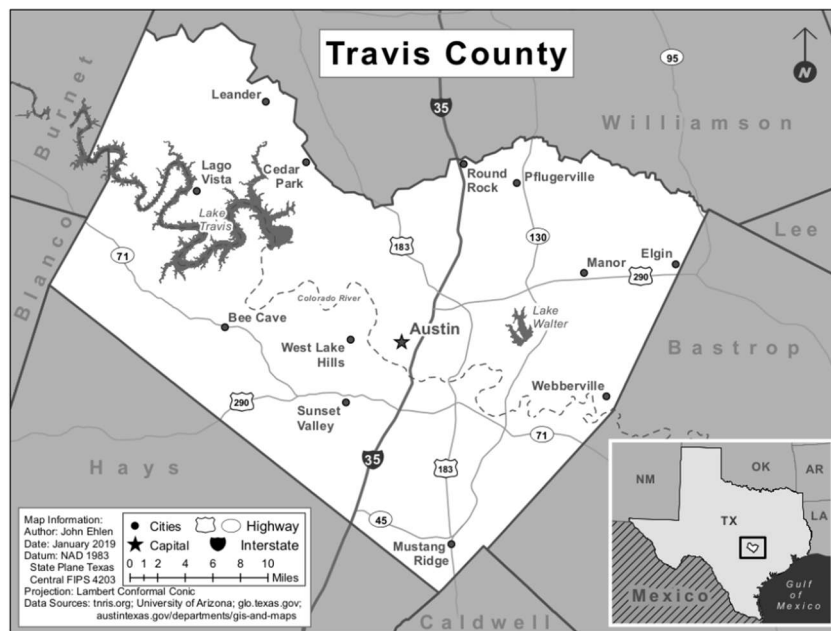 Travis County
N
95
35
Burnet
Williamson
Leander
Lago
Vista
Cedar
Park
Round
Rock
Pflugerville
Lake
Travis
Lee
Blanco
183
130
71
Manor
Elgin
290
Colorado River
Bee Cave
Austin
Lake
Walter
West Lake
Hills
Bastrop
Webberville
290
Sunset
Valley
71
Hays
35
183
45
Mustang
Ridge
Caldwell
Map Information:
Author: John Ehlen
Date: January 2019
Datum: NAD 1983
State Plane Texas
Central FIPS 4203
Projection: Lambert Conformal Conic
Data Sources: tnris.org; University of Arizona; glo.texas.gov;
austintexas.gov/departments/gis-and-maps
Cities
Highway
Capital
Interstate
0 1 2 4 6 8 10
Miles
NM
OK
AR
TX
LA
Mexico
Gulf
of
Mexico